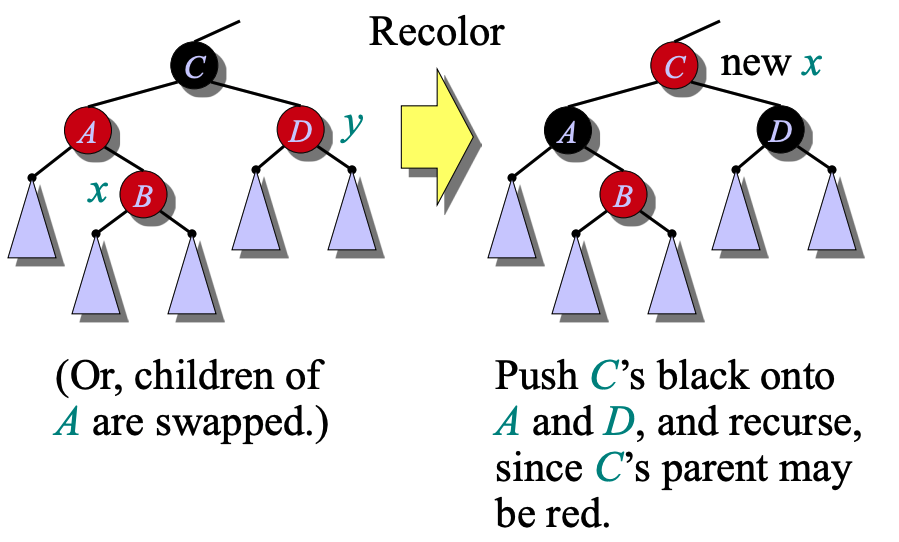 Recolor
C
A
D y
x B
C new x
A
D
B
(Or, children of
A are swapped.)
Push C’s black onto
A and D, and recurse,
since C’s parent may
be red.